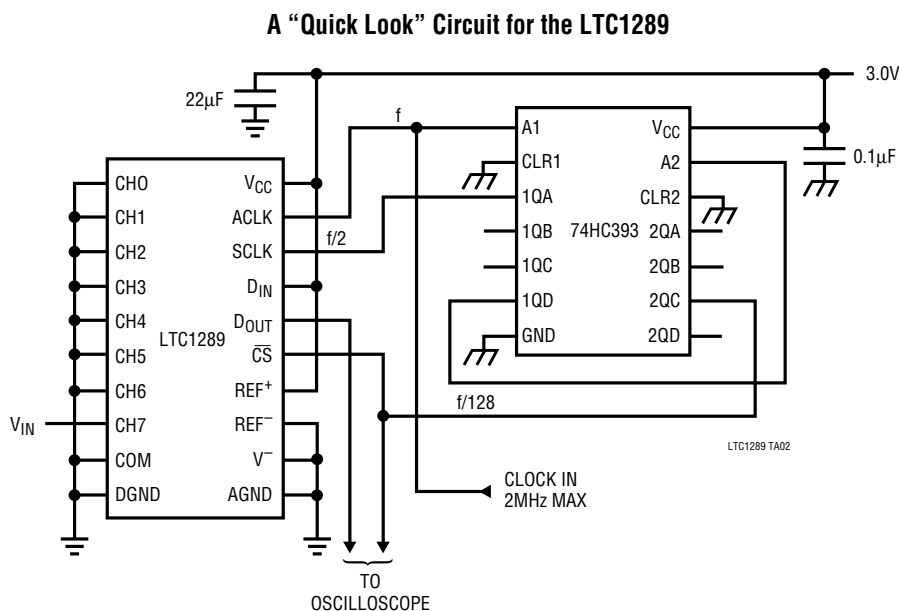 A “Quick Look” Circuit for the LTC1289
3.0V
22µF
f
A1
VCC
0.1µF
CLR1
A2
1QA
CLR2
1QB
74HC393
2QA
1QC
2QB
1QD
2QC
GND
2QD
CH0
VCC
CH1
ACLK
CH2
SCLK
f/2
CH3
DIN
CH4
DOUT
LTC1289
CH5
CS
CH6
REF+
f/128
VIN
CH7
REF−
COM
V−
DGND
AGND
LTC1289 TA02
CLOCK IN
2MHz MAX
TO
OSCILLOSCOPE